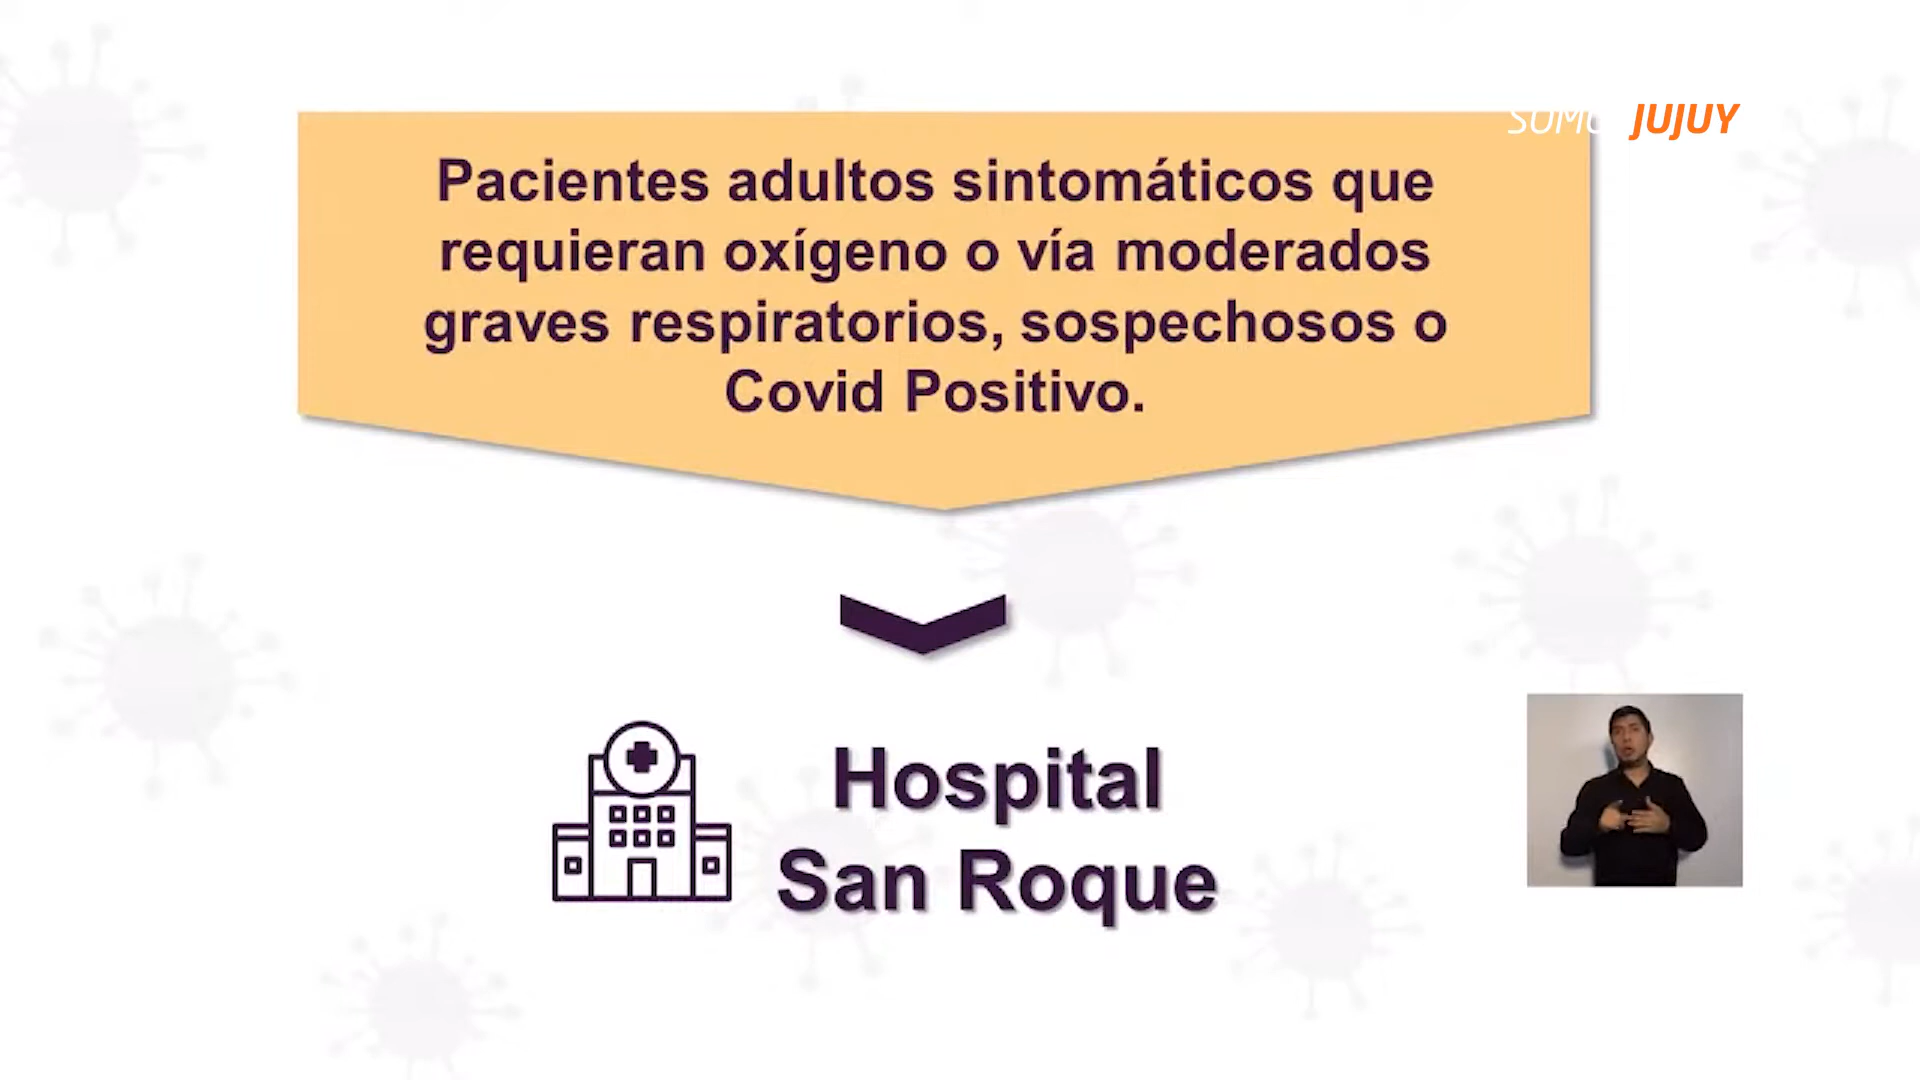 JUJUY
Pacientes adultos sintomáticos que
requieran oxígeno o vía moderados
graves respiratorios, sospechosos o
Covid Positivo.
Hospital
San Roque